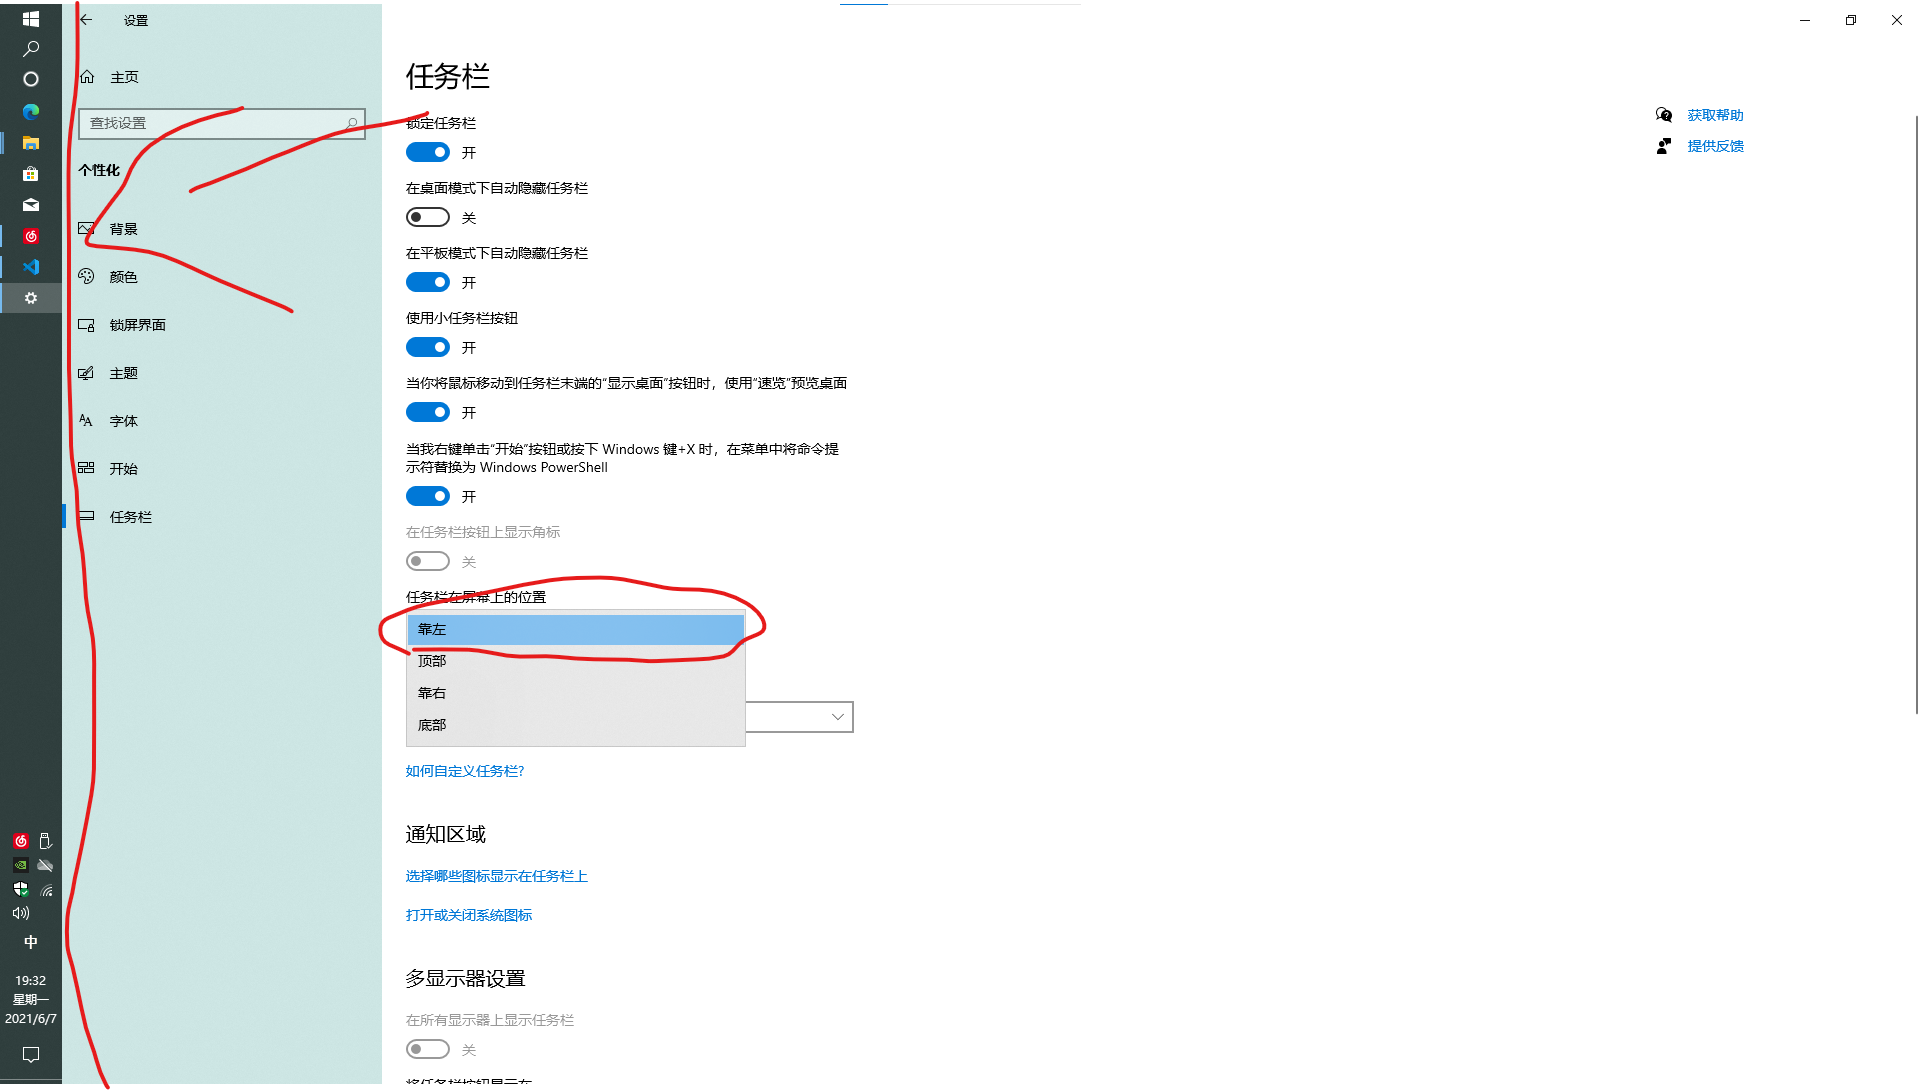 设置
主页
查找设置
个性化
背景
颜色
锁屏界面
主题
字体
开始
任务栏
中
19:32
星期一
2021/6/7
任务栏
锁定任务栏
开
在桌面模式下自动隐藏任务栏
关
在平板模式下自动隐藏任务栏
开
使用小任务栏按钮
开
当你将鼠标移动到任务栏末端的"显示桌面"按钮时，使用"速览"预览桌面
开
当我右键单击"开始"按钮或按下 Windows 键+X 时，在菜单中将命令提
示符替换为 Windows PowerShell
开
在任务栏按钮上显示角标
关
任务栏在屏幕上的位置
靠左
顶部
靠右
底部
如何自定义任务栏?
通知区域
选择哪些图标显示在任务栏上
打开或关闭系统图标
多显示器设置
在所有显示器上显示任务栏
关
将任务栏按钮显示在
获取帮助
提供反馈